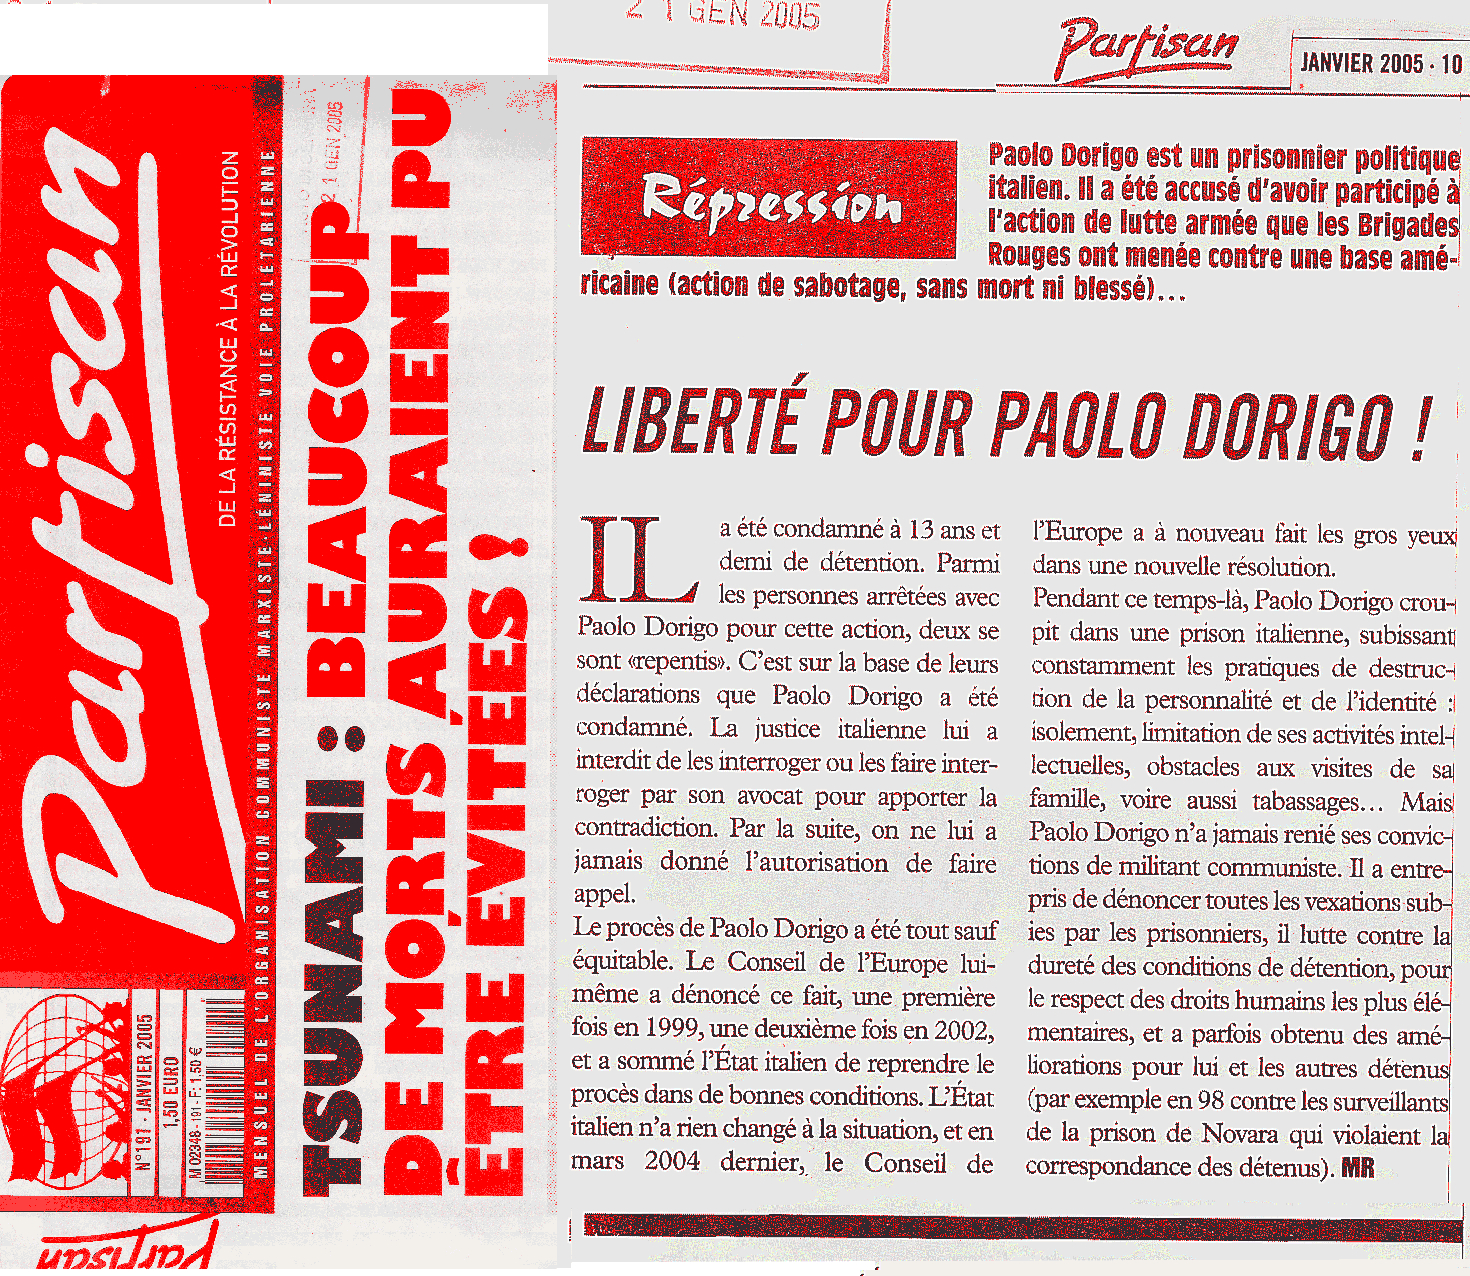 Partisan
DE LA RÉSISTANCE À LA RÉVOLUTION
MENSUEL DE L'ORGANISATION COMMUNISTE MARXISTE-LÉNINISTE VOIE PROLÉTARIENNE
N°191 · JANVIER 2005
1,50 EURO
M 02348 - 191 - F: 1,50 €
21 GEN 2005
TSUNAMI : BEAUCOUP
DE MORTS AURAIENT PU
ÊTRE ÉVITÉES !
Partisan
21 GEN 2005
Partisan
JANVIER 2005 · 10
Répression
Paolo Dorigo est un prisonnier politique
italien. Il a été accusé d'avoir participé à
l'action de lutte armée que les Brigades
Rouges ont menée contre une base amé-
ricaine (action de sabotage, sans mort ni blessé)...
LIBERTÉ POUR PAOLO DORIGO !
IL a été condamné à 13 ans et
demi de détention. Parmi
les personnes arrêtées avec
Paolo Dorigo pour cette action, deux se
sont «repentis». C'est sur la base de leurs
déclarations que Paolo Dorigo a été
condamné. La justice italienne lui a
interdit de les interroger ou les faire inter-
roger par son avocat pour apporter la
contradiction. Par la suite, on ne lui a
jamais donné l'autorisation de faire
appel.
Le procès de Paolo Dorigo a été tout sauf
équitable. Le Conseil de l'Europe lui-
même a dénoncé ce fait, une première
fois en 1999, une deuxième fois en 2002,
et a sommé l'État italien de reprendre le
procès dans de bonnes conditions. L'État
italien n'a rien changé à la situation, et en
mars 2004 dernier, le Conseil de
l'Europe a à nouveau fait les gros yeux
dans une nouvelle résolution.
Pendant ce temps-là, Paolo Dorigo crou-
pit dans une prison italienne, subissant
constamment les pratiques de destruc-
tion de la personnalité et de l'identité :
isolement, limitation de ses activités intel-
lectuelles, obstacles aux visites de sa
famille, voire aussi tabassages... Mais
Paolo Dorigo n'a jamais renié ses convic-
tions de militant communiste. Il a entre-
pris de dénoncer toutes les vexations sub-
ies par les prisonniers, il lutte contre la
dureté des conditions de détention, pour
le respect des droits humains les plus élé-
mentaires, et a parfois obtenu des amé-
liorations pour lui et les autres détenus
(par exemple en 98 contre les surveillants
de la prison de Novara qui violaient la
correspondance des détenus). MR